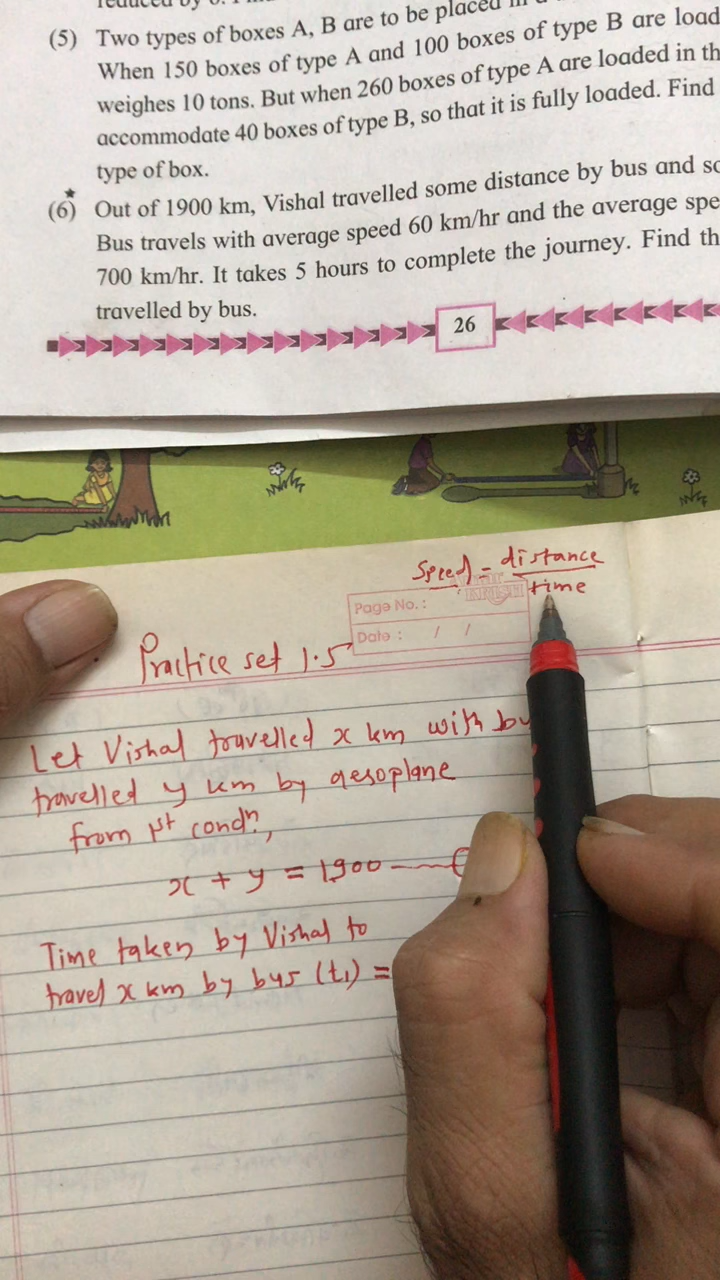 (5) Two types of boxes A, B are to be placed in a
When 150 boxes of type A and 100 boxes of type B are load
weighes 10 tons. But when 260 boxes of type A are loaded in th
accommodate 40 boxes of type B, so that it is fully loaded. Find
type of box.
(6)* Out of 1900 km, Vishal travelled some distance by bus and so
Bus travels with average speed 60 km/hr and the average spe
700 km/hr. It takes 5 hours to complete the journey. Find th
travelled by bus.
26
Speed = distance
time
Page No. :
Date : / /
Practice set 1.5
Let Vishal travelled x km with bu
travelled y km by aesoplane
from 1st condn,
x + y = 1900
Time taken by Vishal to
travel x km by bus (t1) =